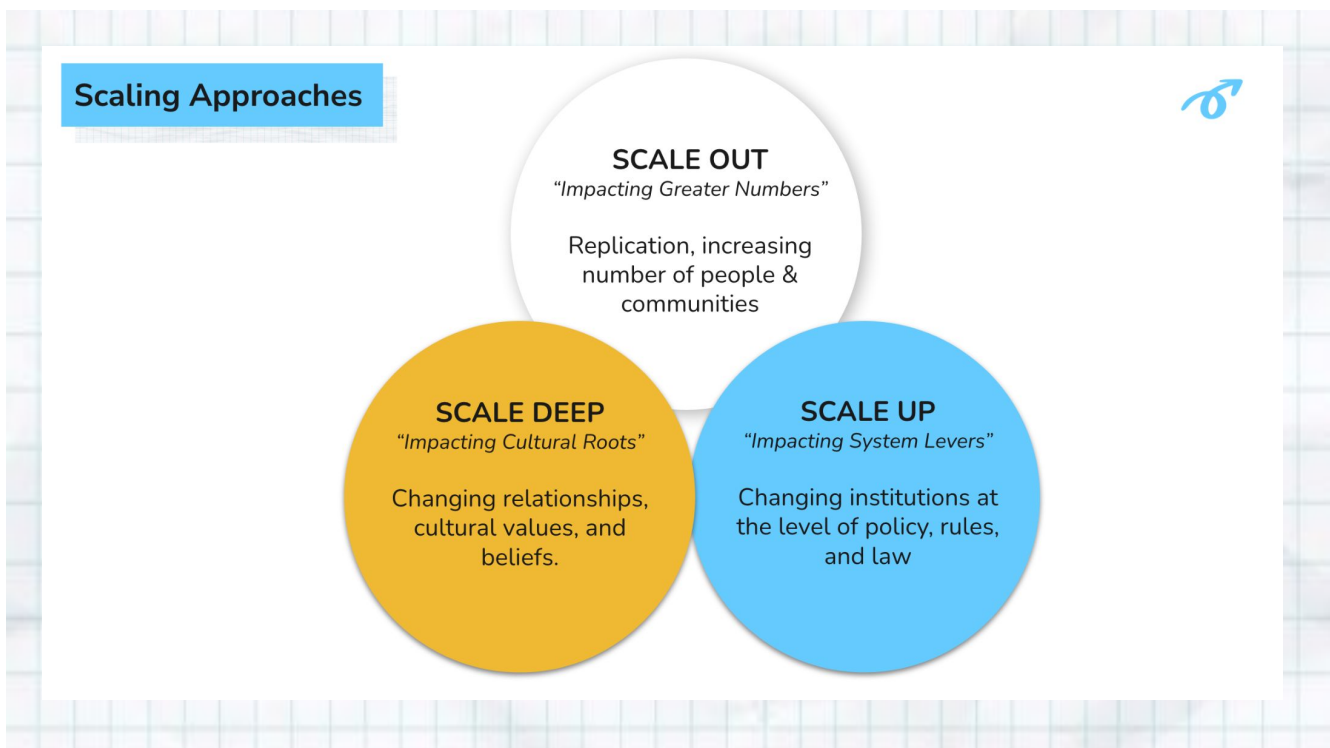 Scaling Approaches
SCALE OUT
“Impacting Greater Numbers”
Replication, increasing
number of people &
communities
SCALE DEEP
“Impacting Cultural Roots”
Changing relationships,
cultural values, and
beliefs.
SCALE UP
“Impacting System Levers”
Changing institutions at
the level of policy, rules,
and law